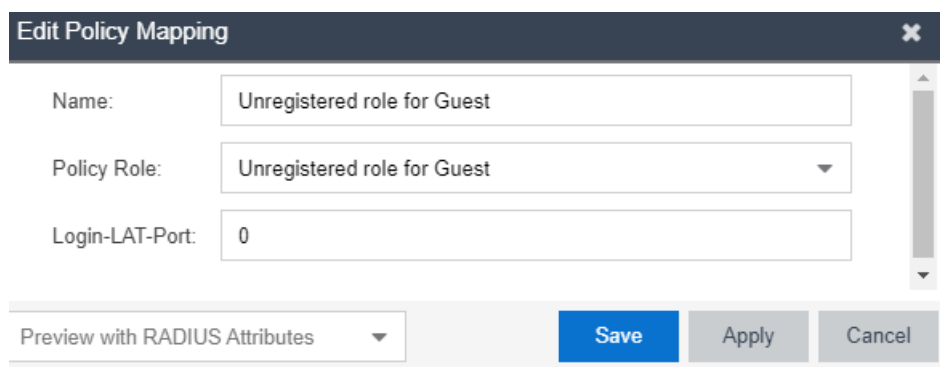 Edit Policy Mapping
Name: Unregistered role for Guest
Policy Role: Unregistered role for Guest
Login-LAT-Port: 0
Preview with RADIUS Attributes Save Apply Cancel